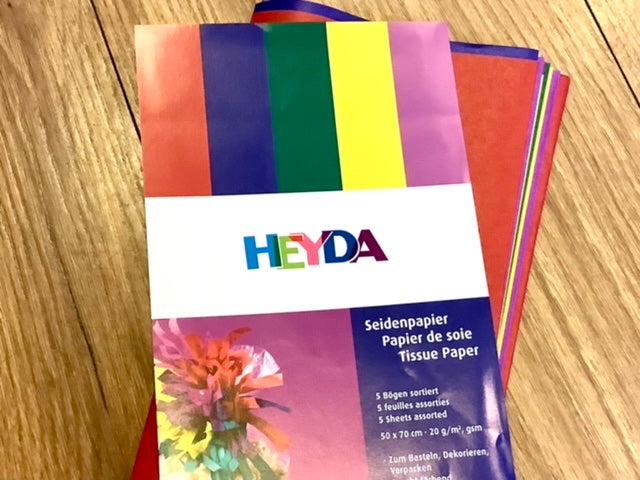 HEYDA
Seidenpapier
Papier de soie
Tissue Paper
5 Bögen sortiert
5 feuilles assorties
5 Sheets assorted
50 x 70 cm · 20 g/m², gsm
· Zum Basteln, Dekorieren,
Verpacken